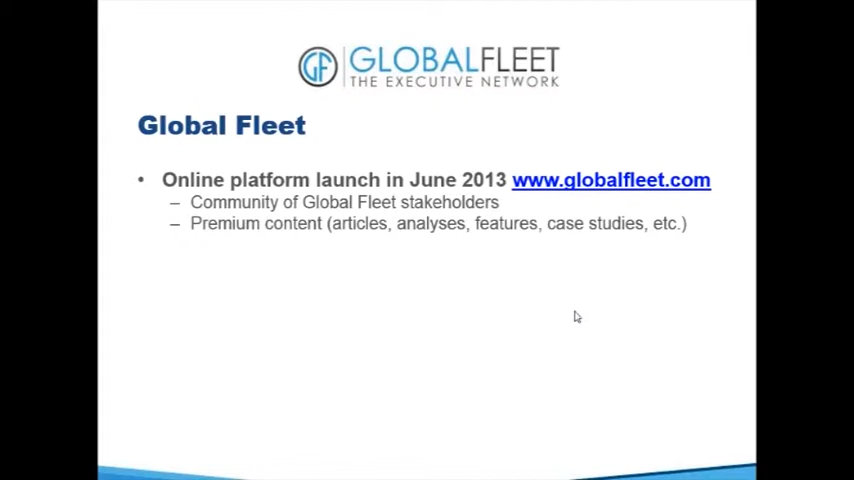 GF GLOBALFLEET
THE EXECUTIVE NETWORK
Global Fleet
• Online platform launch in June 2013 www.globalfleet.com
– Community of Global Fleet stakeholders
– Premium content (articles, analyses, features, case studies, etc.)